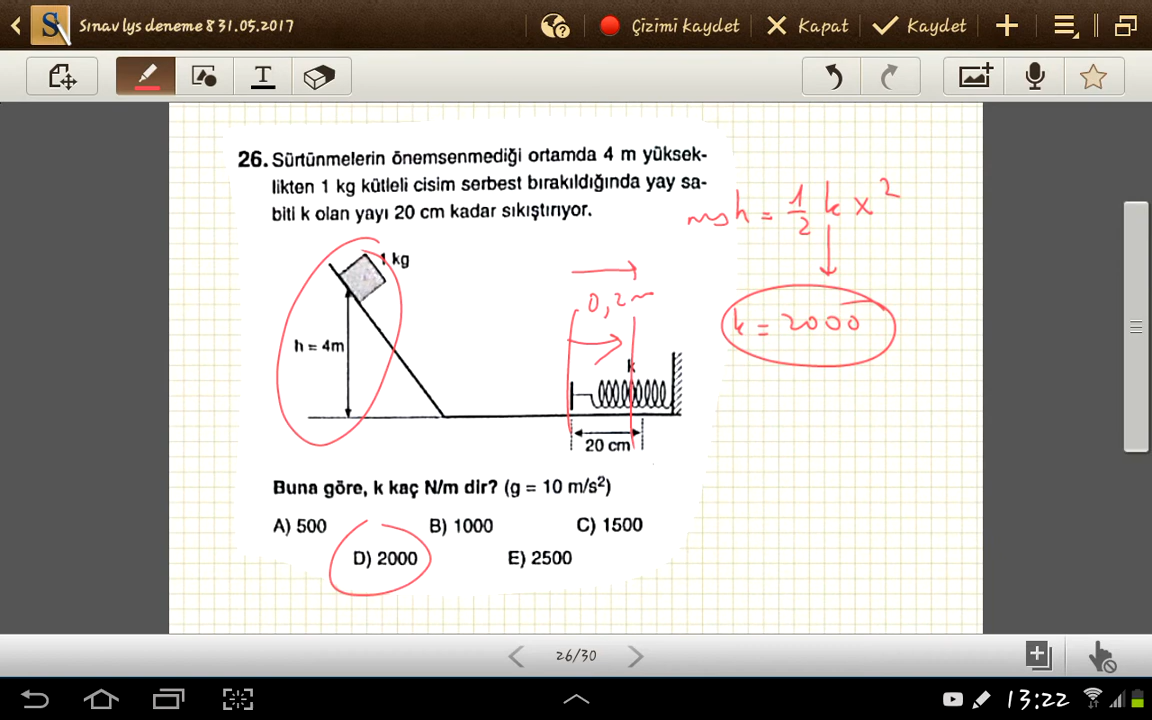 Sınav lys deneme 8 31.05.2017
Çizimi kaydet
Kapat
Kaydet
26. Sürtünmelerin önemsenmediği ortamda 4 m yüksek-
likten 1 kg kütleli cisim serbest bırakıldığında yay sa-
biti k olan yayı 20 cm kadar sıkıştırıyor.
mgh = 1/2 k x²
k = 2000
1 kg
0,2m
h = 4m
k
20 cm
Buna göre, k kaç N/m dir? (g = 10 m/s²)
A) 500 B) 1000 C) 1500
D) 2000 E) 2500
26/30
13:22